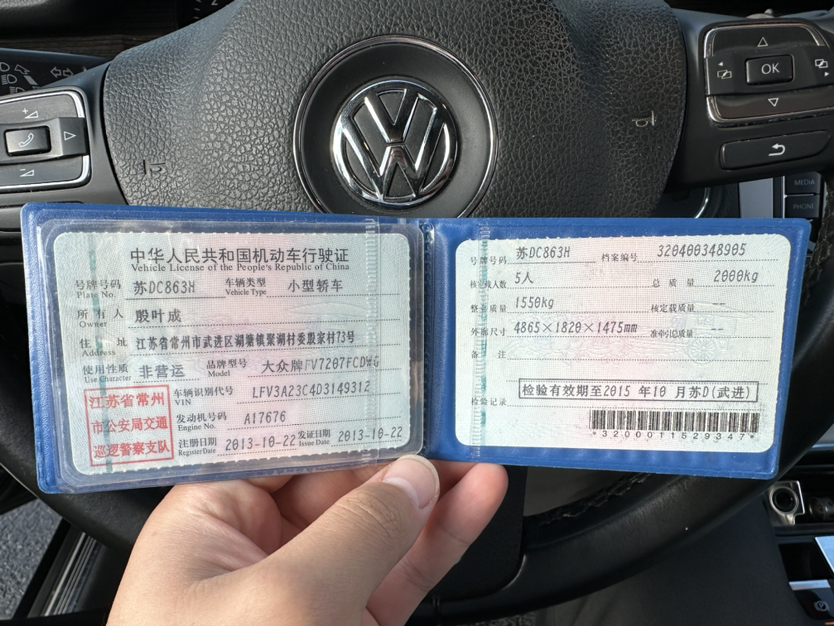 OK
MEDIA
PHONE
中华人民共和国机动车行驶证
Vehicle License of the People's Republic of China
号牌号码 苏DC863H 车辆类型 小型轿车
Plate No. Vehicle Type
所有人 殷叶成
Owner
住址 江苏省常州市武进区湖塘镇聚湖村委殷家村73号
Address
使用性质 非营运 品牌型号 大众牌FV7207FCDWG
Use Character Model
江苏省常州
市公安局交通
巡逻警察支队
车辆识别代号 LFV3A23C4D3149312
VIN
发动机号码 A17676
Engine No.
注册日期 2013-10-22 发证日期 2013-10-22
Register Date Issue Date
号牌号码 苏DC863H 档案编号 320400348905
核定载人数 5人 总质量 2000kg
整备质量 1550kg 核定载质量 --
外廓尺寸 4865×1820×1475mm 准牵引总质量 --
备注
检验记录 检验有效期至2015 年10 月苏D(武进)
*3200011529347*